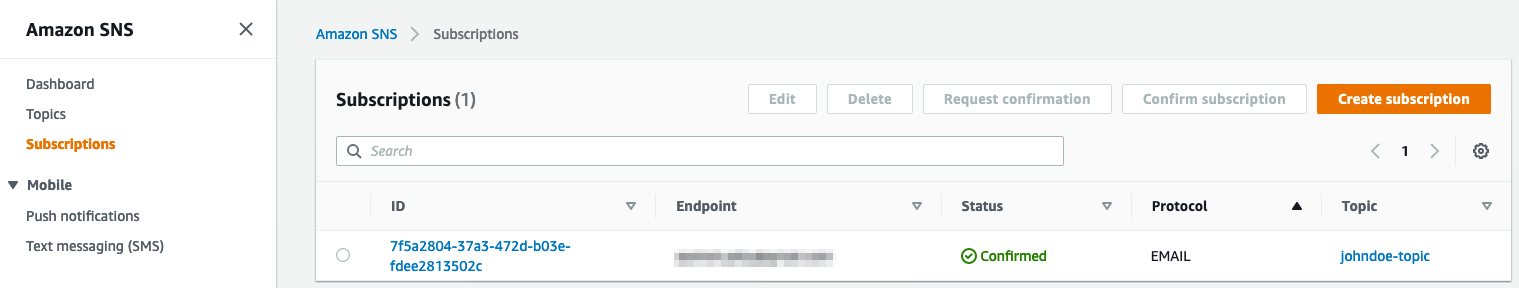 Amazon SNS
Dashboard
Topics
Subscriptions
Mobile
Push notifications
Text messaging (SMS)
Amazon SNS Subscriptions
Subscriptions (1) Edit Delete Request confirmation Confirm subscription Create subscription
Search 1
ID Endpoint Status Protocol Topic
7f5a2804-37a3-472d-b03e-
fdee2813502c Confirmed EMAIL johndoe-topic